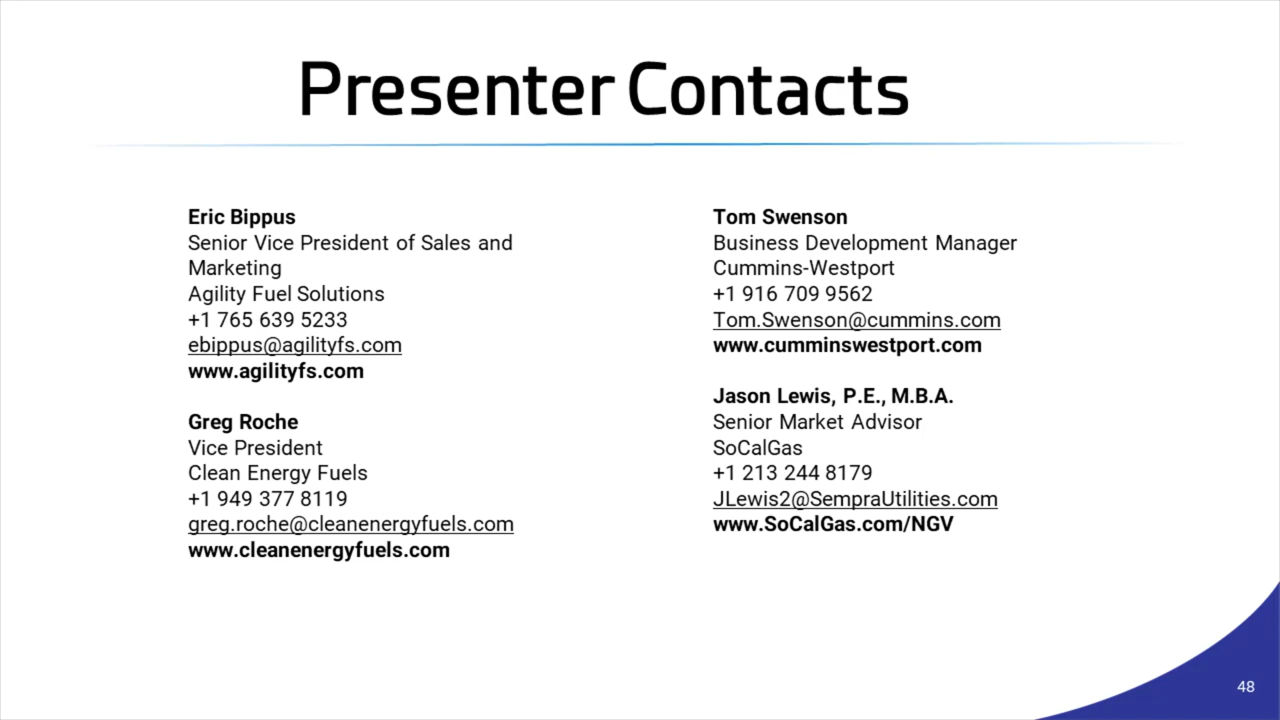 Presenter Contacts
Eric Bippus
Senior Vice President of Sales and
Marketing
Agility Fuel Solutions
+1 765 639 5233
ebippus@agilityfs.com
www.agilityfs.com
Greg Roche
Vice President
Clean Energy Fuels
+1 949 377 8119
greg.roche@cleanenergyfuels.com
www.cleanenergyfuels.com
Tom Swenson
Business Development Manager
Cummins-Westport
+1 916 709 9562
Tom.Swenson@cummins.com
www.cumminswestport.com
Jason Lewis, P.E., M.B.A.
Senior Market Advisor
SoCalGas
+1 213 244 8179
JLewis2@SempraUtilities.com
www.SoCalGas.com/NGV
48